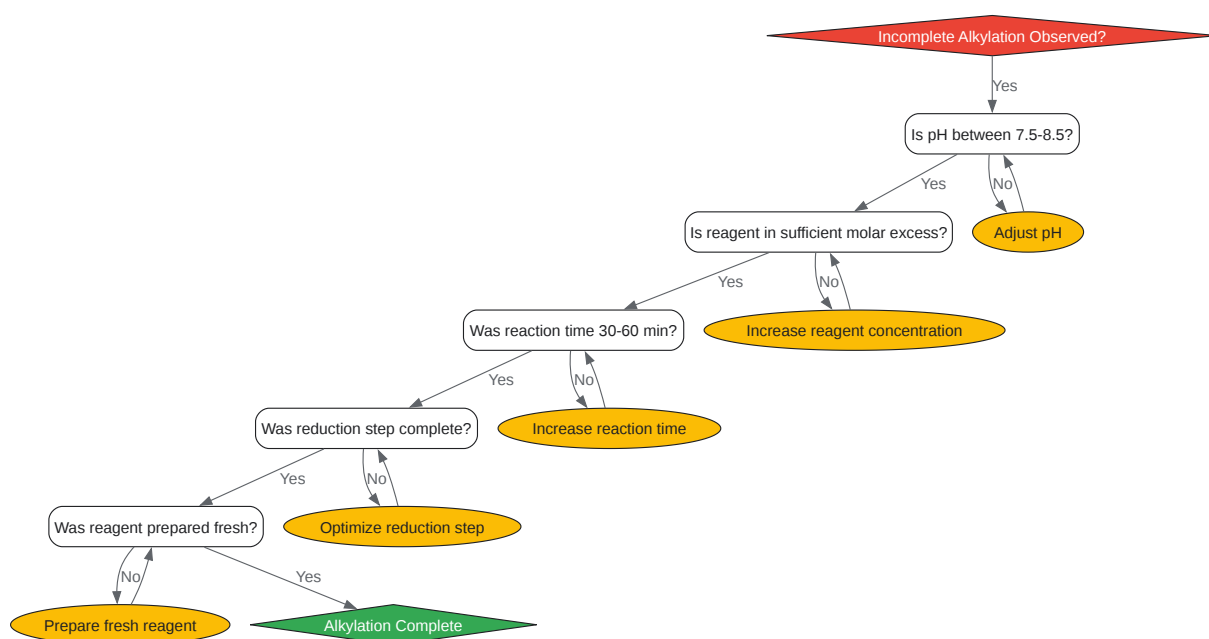 Incomplete Alkylation Observed?
Yes
Is pH between 7.5-8.5?
Yes
No
Is reagent in sufficient molar excess?
Adjust pH
Yes
No
Was reaction time 30-60 min?
Increase reagent concentration
Yes
No
Was reduction step complete?
Increase reaction time
Yes
No
Was reagent prepared fresh?
Optimize reduction step
No
Yes
Prepare fresh reagent
Alkylation Complete